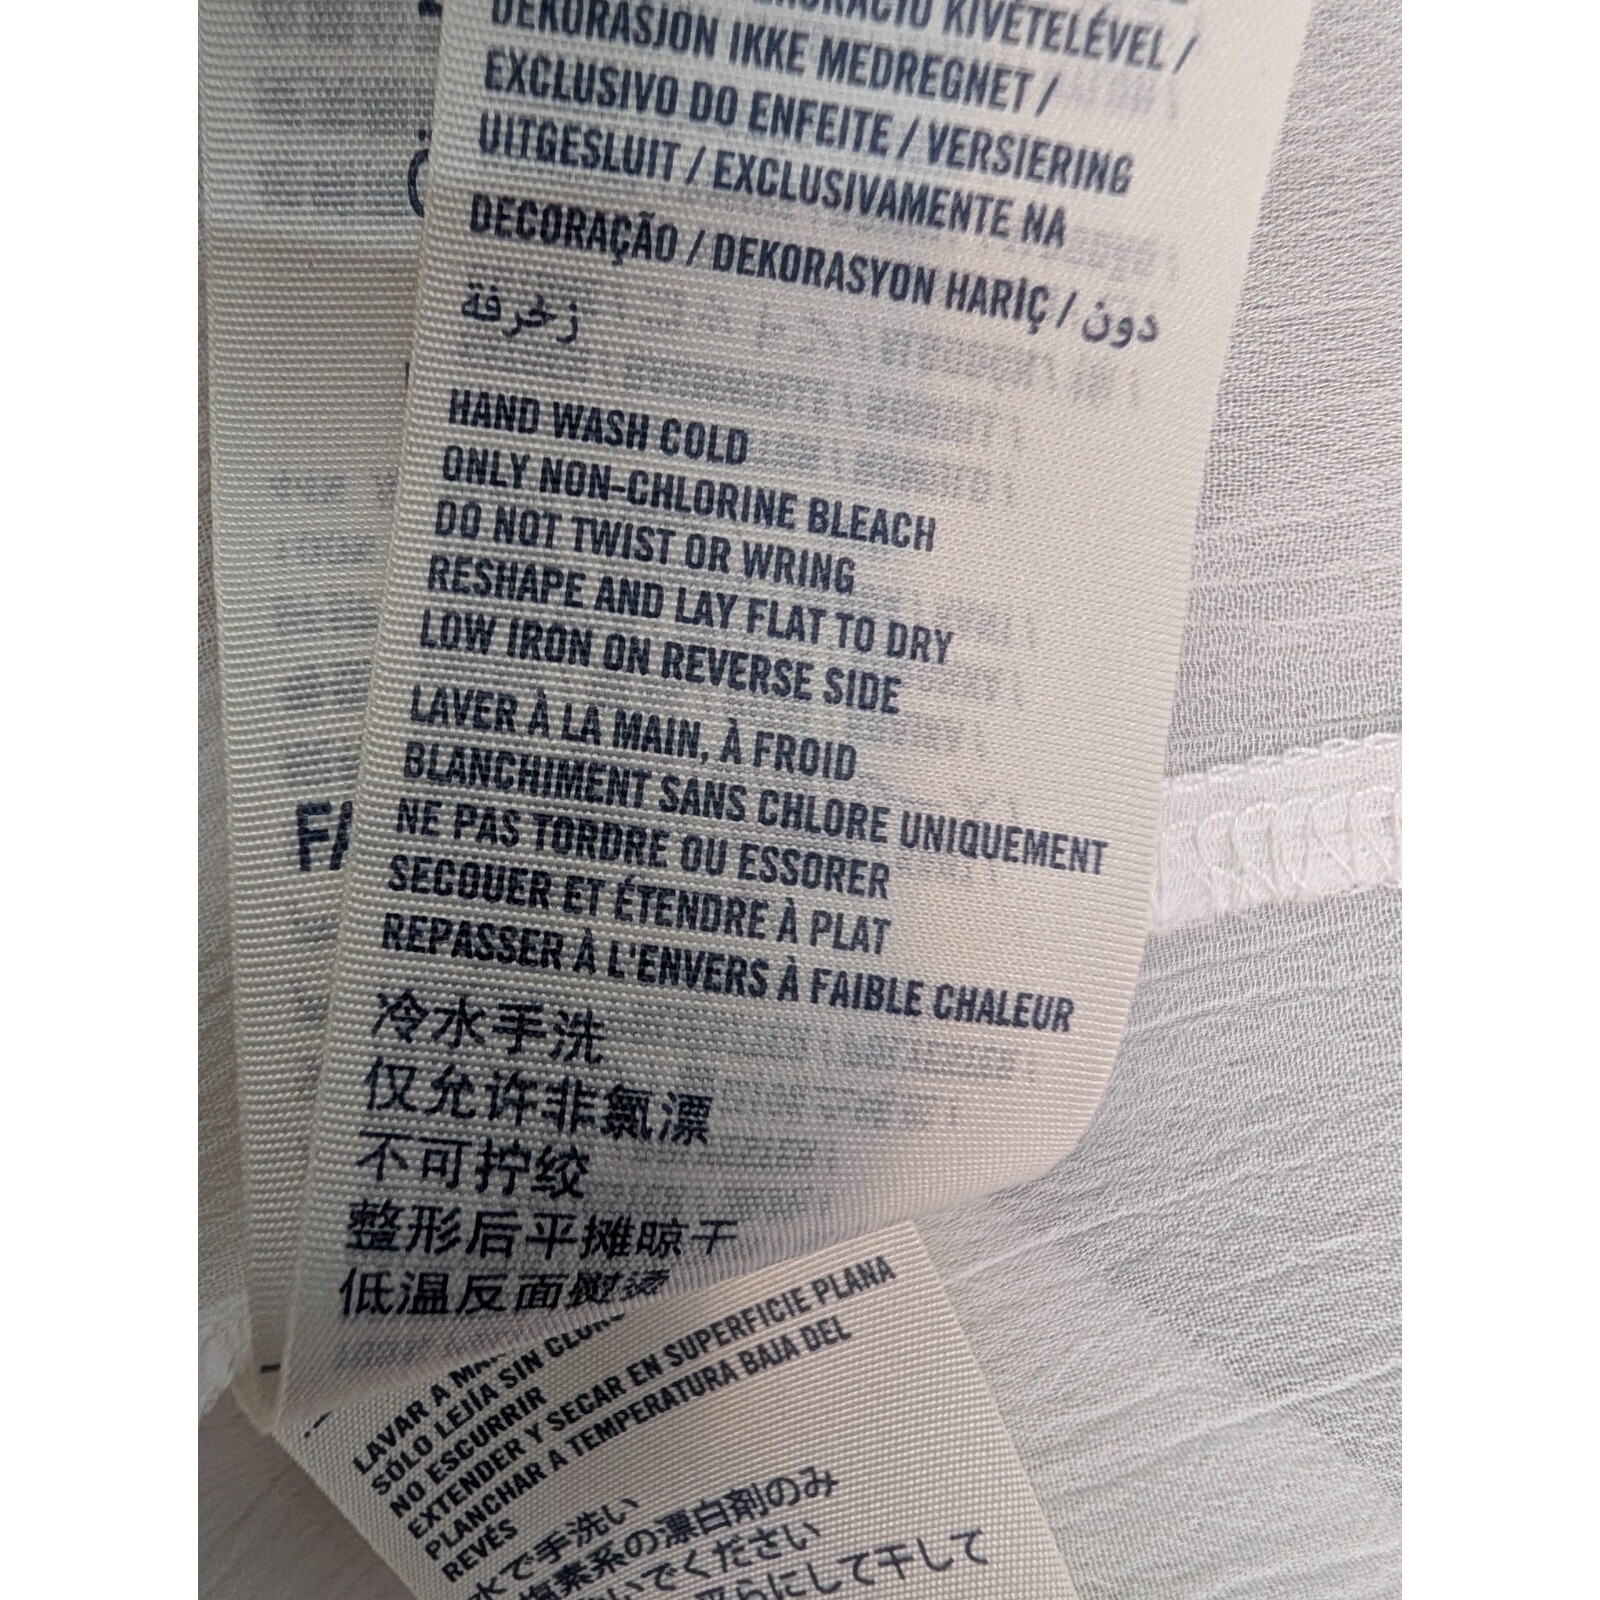 KIVÉTELÉVEL /
DEKORASJON IKKE MEDREGNET /
EXCLUSIVO DO ENFEITE / VERSIERING
UITGESLUIT / EXCLUSIVAMENTE NA
DECORAÇÃO / DEKORASYON HARİÇ / دون
زخرفة
HAND WASH COLD
ONLY NON-CHLORINE BLEACH
DO NOT TWIST OR WRING
RESHAPE AND LAY FLAT TO DRY
LOW IRON ON REVERSE SIDE
LAVER À LA MAIN, À FROID
BLANCHIMENT SANS CHLORE UNIQUEMENT
NE PAS TORDRE OU ESSORER
SECOUER ET ÉTENDRE À PLAT
REPASSER À L'ENVERS À FAIBLE CHALEUR
冷水手洗
仅允许非氯漂
不可拧绞
整形后平摊晾干
低温反面熨烫
LAVAR A
SÓLO LEJÍA SIN
NO ESCURRIR
EXTENDER Y SECAR EN SUPERFICIE PLANA
PLANCHAR A TEMPERATURA BAJA DEL
REVÉS
水で手洗い
塩素系の漂白剤のみ
いでください
平らにして干して